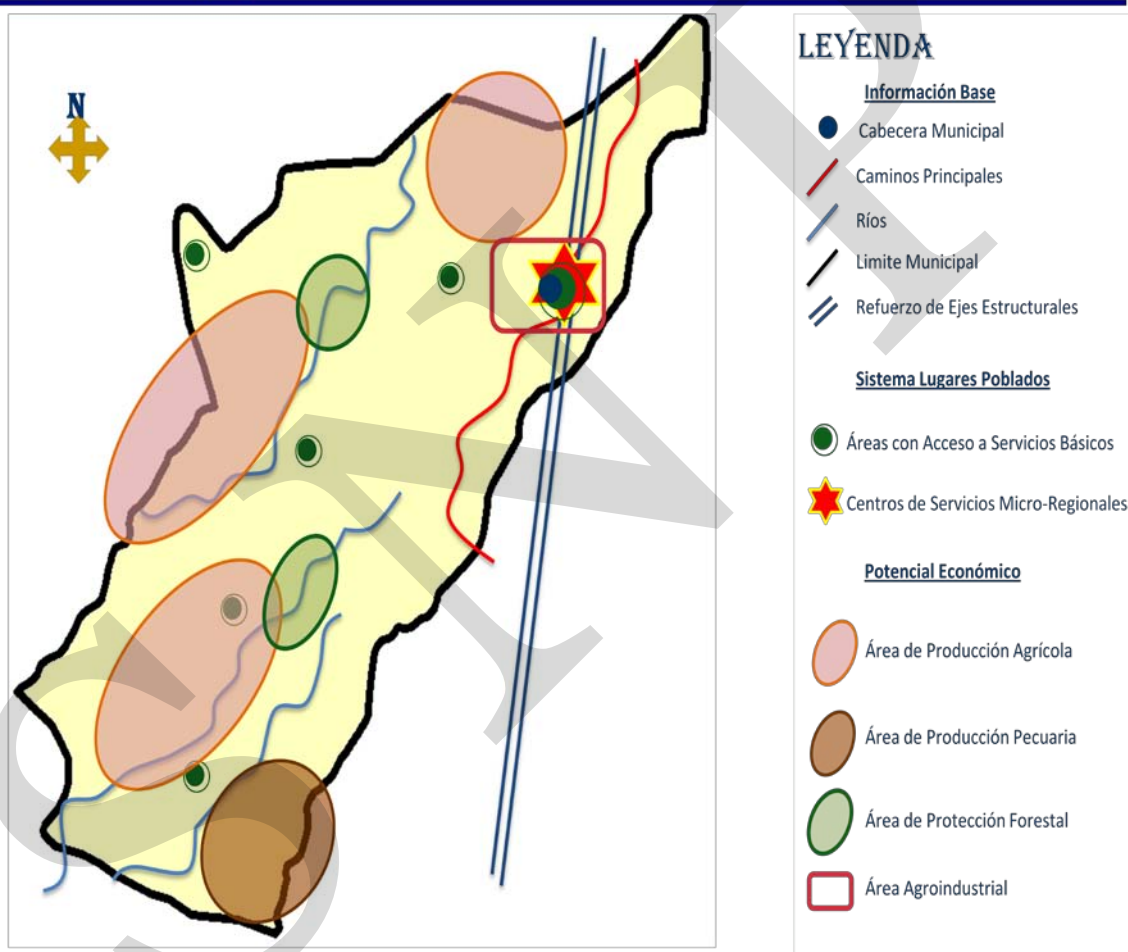 N
LEYENDA
Información Base
Cabecera Municipal
Caminos Principales
Ríos
Limite Municipal
Refuerzo de Ejes Estructurales
Sistema Lugares Poblados
Áreas con Acceso a Servicios Básicos
Centros de Servicios Micro-Regionales
Potencial Económico
Área de Producción Agrícola
Área de Producción Pecuaria
Área de Protección Forestal
Área Agroindustrial